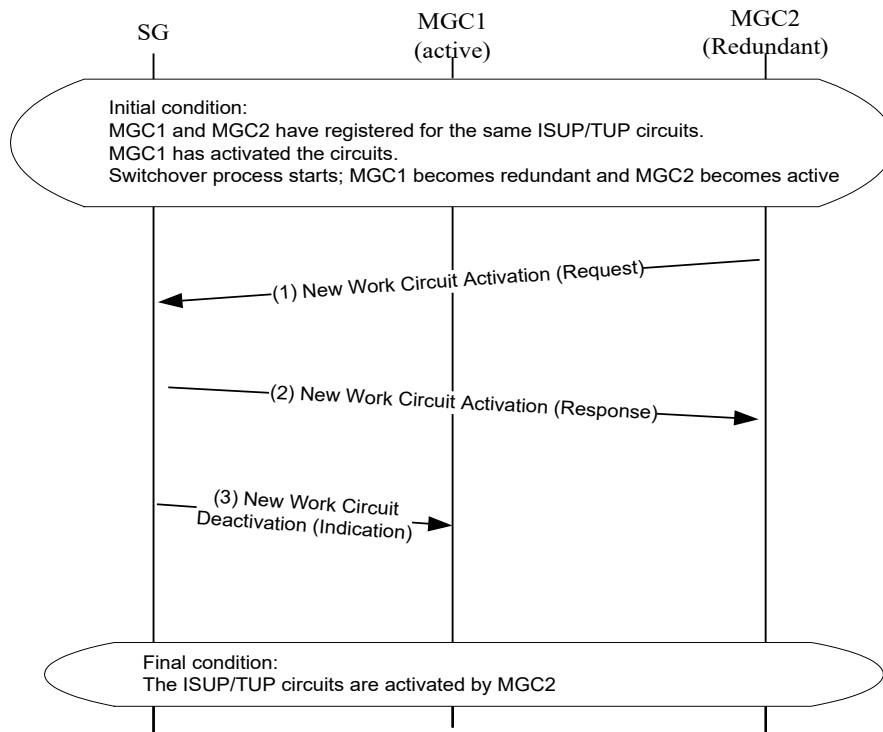 SG
MGC1
(active)
MGC2
(Redundant)
Initial condition:
MGC1 and MGC2 have registered for the same ISUP/TUP circuits.
MGC1 has activated the circuits.
Switchover process starts; MGC1 becomes redundant and MGC2 becomes active
(1) New Work Circuit Activation (Request)
(2) New Work Circuit Activation (Response)
(3) New Work Circuit
Deactivation (Indication)
Final condition:
The ISUP/TUP circuits are activated by MGC2